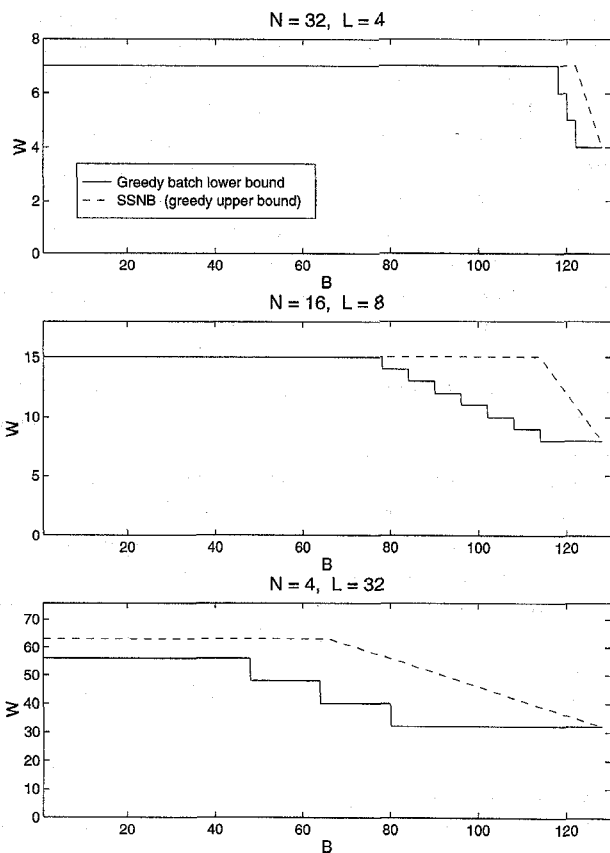 N = 32, L = 4
8
6
4
2
0
W
Greedy batch lower bound
SSNB (greedy upper bound)
20 40 60 80 100 120
B
N = 16, L = 8
15
10
5
0
W
20 40 60 80 100 120
B
N = 4, L = 32
70
60
50
40
30
20
10
0
W
20 40 60 80 100 120
B